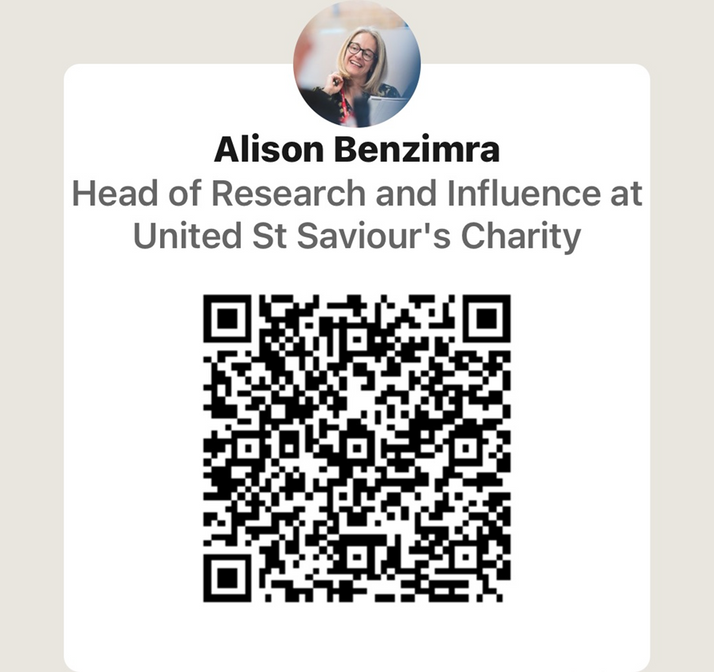 Alison Benzimra
Head of Research and Influence at
United St Saviour's Charity